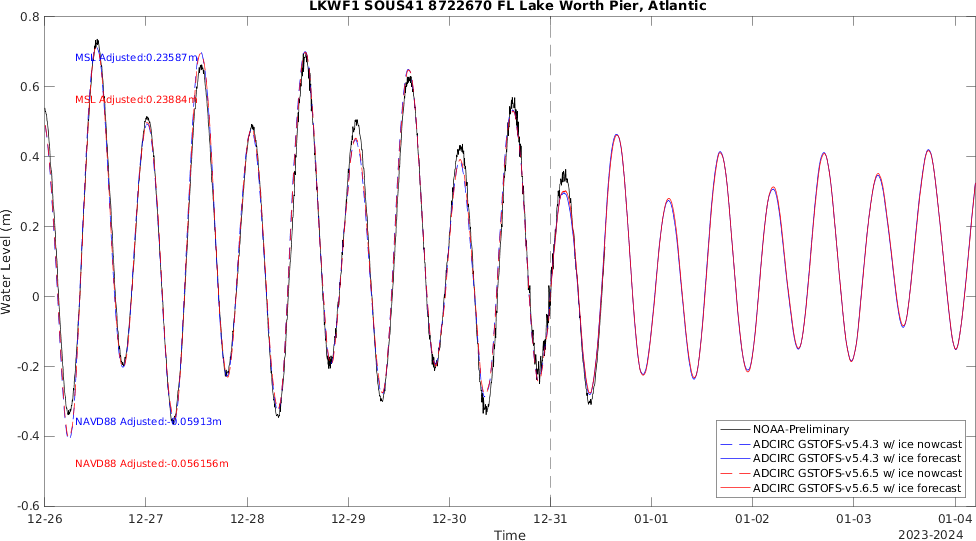 LKWF1 SOUS41 8722670 FL Lake Worth Pier, Atlantic
0.8
0.6
0.4
0.2
0
-0.2
-0.4
-0.6
Water Level (m)
MSL Adjusted:0.23587m
MSL Adjusted:0.23884m
NAVD88 Adjusted:-0.05913m
NAVD88 Adjusted:-0.056156m
NOAA-Preliminary
ADCIRC GSTOFS-v5.4.3 w/ ice nowcast
ADCIRC GSTOFS-v5.4.3 w/ ice forecast
ADCIRC GSTOFS-v5.6.5 w/ ice nowcast
ADCIRC GSTOFS-v5.6.5 w/ ice forecast
12-26 12-27 12-28 12-29 12-30 12-31 01-01 01-02 01-03 01-04
Time
2023-2024